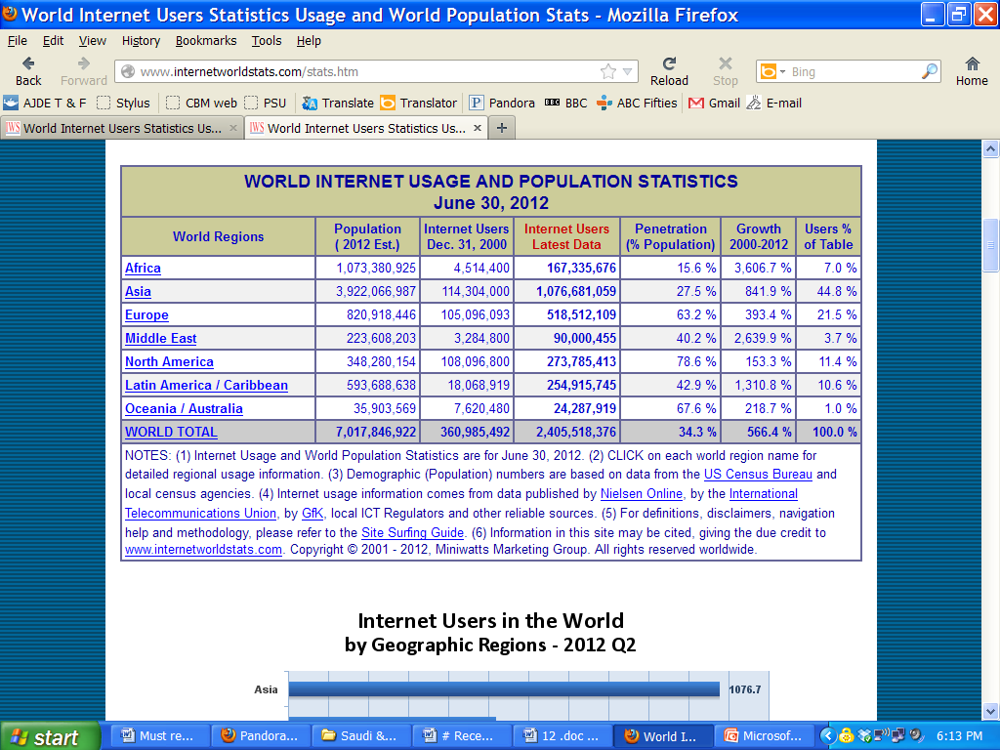 World Internet Users Statistics Usage and World Population Stats - Mozilla Firefox
File Edit View History Bookmarks Tools Help
Back Forward www.internetworldstats.com/stats.htm Reload Stop Bing Home
AJDE T & F Stylus CBM web PSU Translate Translator Pandora BBC ABC Fifties Gmail E-mail
World Internet Users Statistics Us... × World Internet Users Statistics Us... × +
WORLD INTERNET USAGE AND POPULATION STATISTICS
June 30, 2012
World Regions Population ( 2012 Est.) Internet Users Dec. 31, 2000 Internet Users Latest Data Penetration (% Population) Growth 2000-2012 Users % of Table
Africa 1,073,380,925 4,514,400 167,335,676 15.6 % 3,606.7 % 7.0 %
Asia 3,922,066,987 114,304,000 1,076,681,059 27.5 % 841.9 % 44.8 %
Europe 820,918,446 105,096,093 518,512,109 63.2 % 393.4 % 21.5 %
Middle East 223,608,203 3,284,800 90,000,455 40.2 % 2,639.9 % 3.7 %
North America 348,280,154 108,096,800 273,785,413 78.6 % 153.3 % 11.4 %
Latin America / Caribbean 593,688,638 18,068,919 254,915,745 42.9 % 1,310.8 % 10.6 %
Oceania / Australia 35,903,569 7,620,480 24,287,919 67.6 % 218.7 % 1.0 %
WORLD TOTAL 7,017,846,922 360,985,492 2,405,518,376 34.3 % 566.4 % 100.0 %
NOTES: (1) Internet Usage and World Population Statistics are for June 30, 2012. (2) CLICK on each world region name for
detailed regional usage information. (3) Demographic (Population) numbers are based on data from the US Census Bureau and
local census agencies. (4) Internet usage information comes from data published by Nielsen Online, by the International
Telecommunications Union, by GfK, local ICT Regulators and other reliable sources. (5) For definitions, disclaimers, navigation
help and methodology, please refer to the Site Surfing Guide. (6) Information in this site may be cited, giving the due credit to
www.internetworldstats.com. Copyright © 2001 - 2012, Miniwatts Marketing Group. All rights reserved worldwide.
Internet Users in the World
by Geographic Regions - 2012 Q2
Asia 1076.7
start Must re... Pandora... Saudi &... # Rece... 12 .doc ... World I... Microsof... 6:13 PM